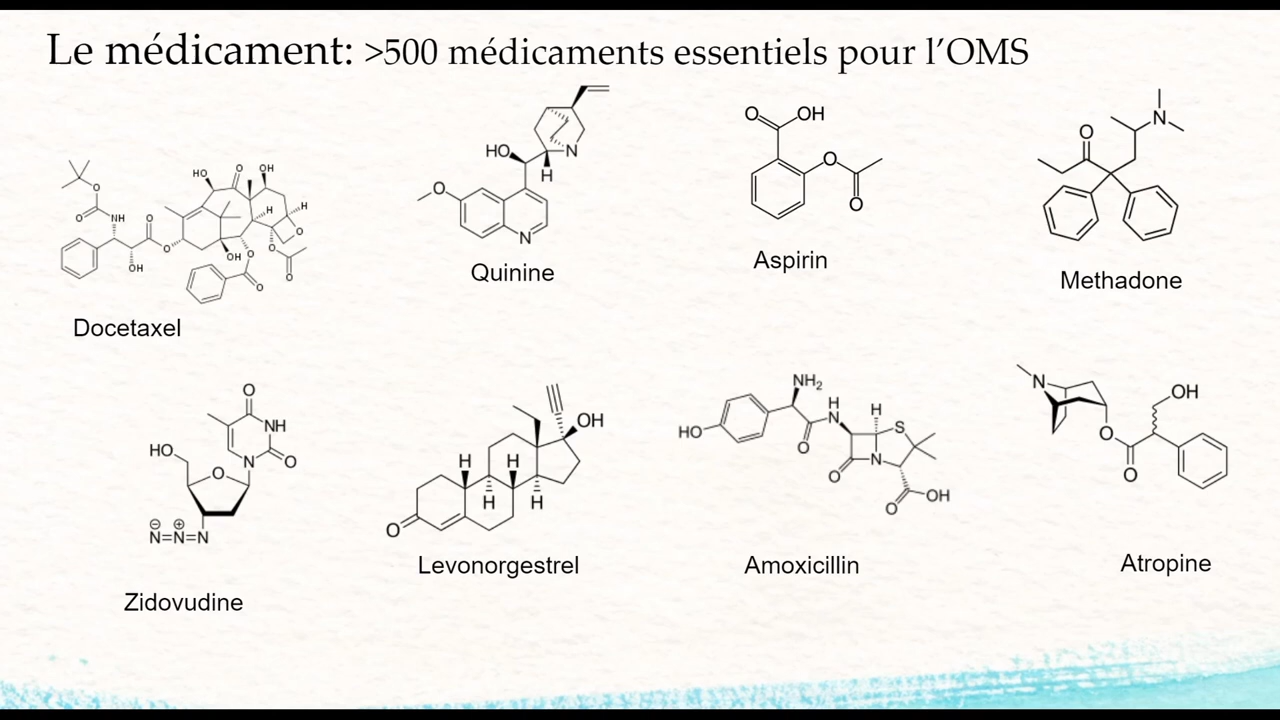 Le médicament: >500 médicaments essentiels pour l’OMS
Docetaxel
Quinine
Aspirin
Methadone
Zidovudine
Levonorgestrel
Amoxicillin
Atropine